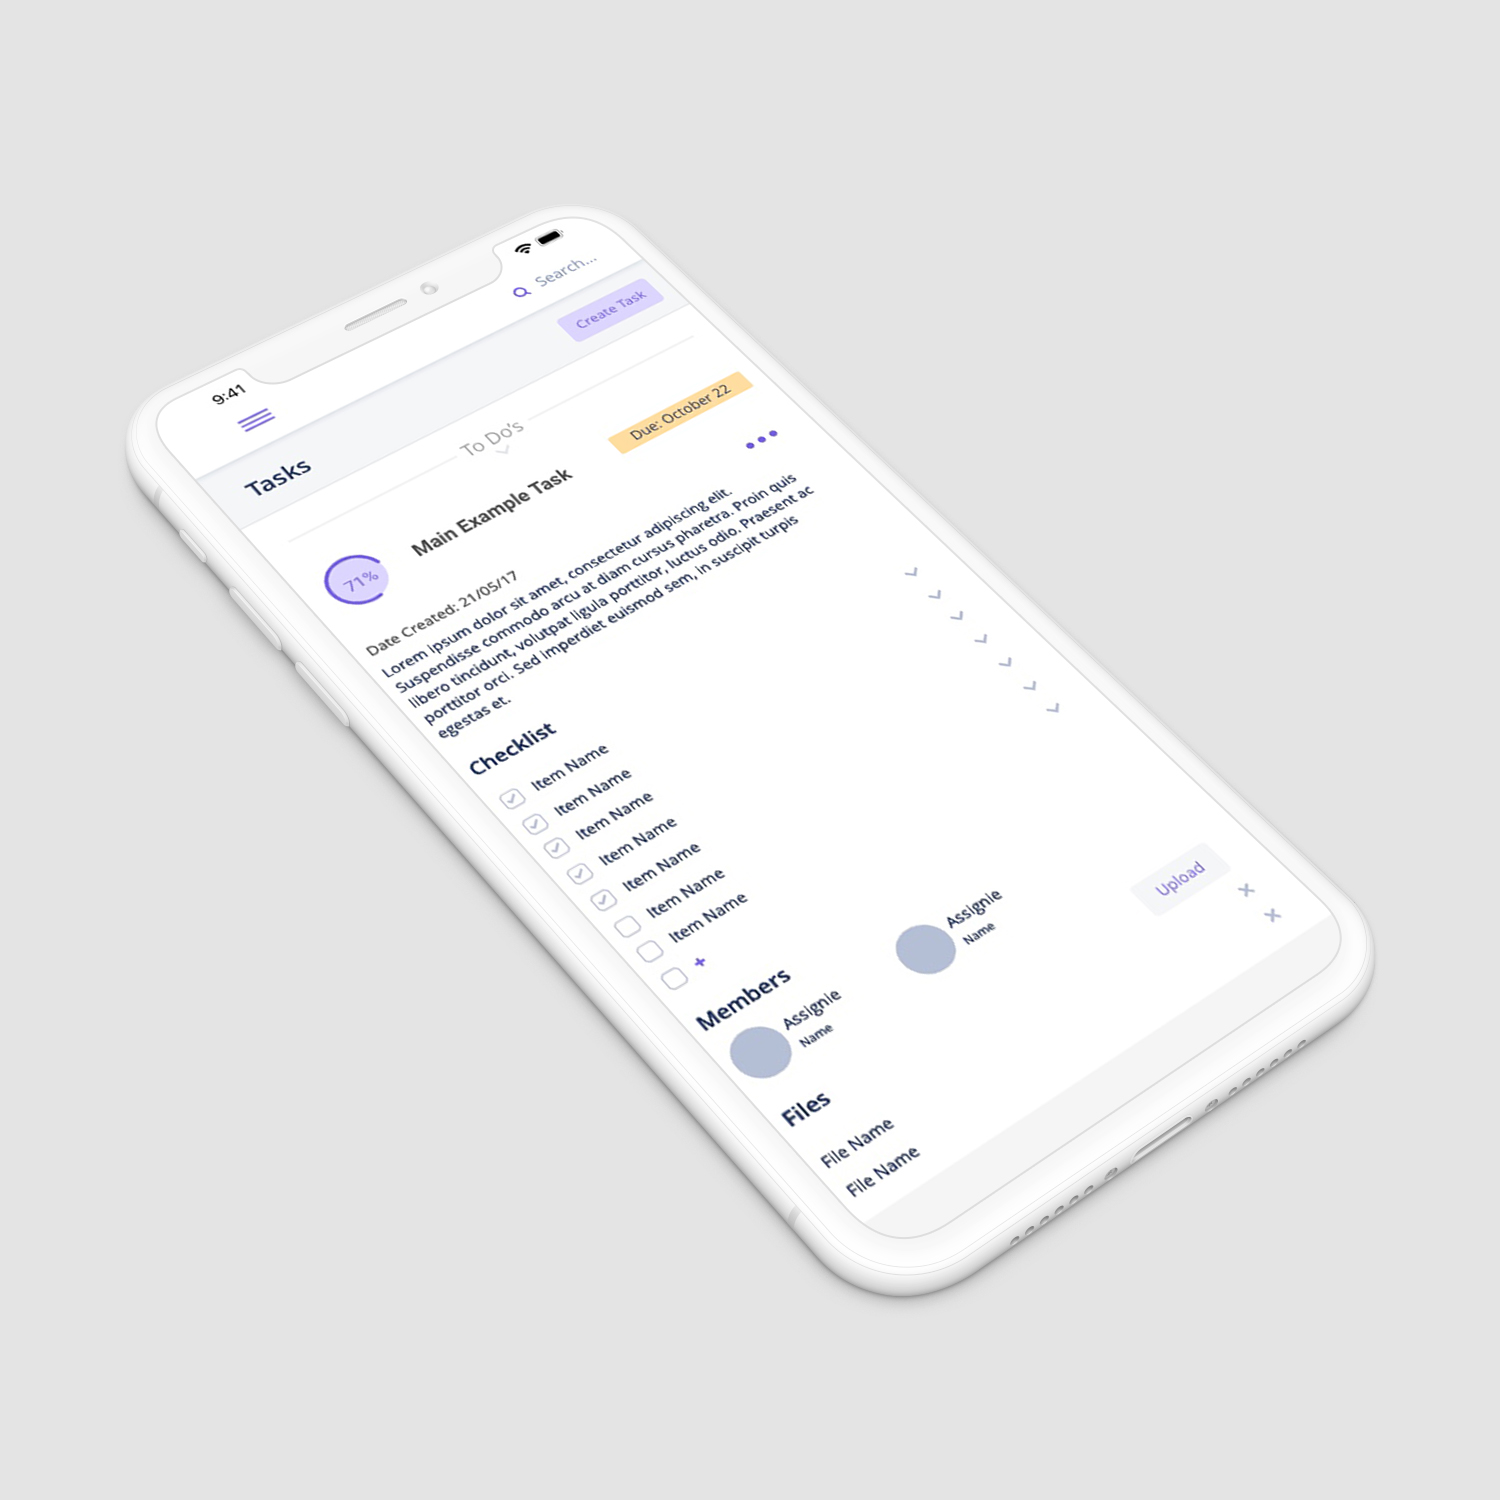 9:41
Search...
Tasks
Create Task
To Do's
Due: October 22
Main Example Task
71%
Date Created: 21/05/17
Lorem ipsum dolor sit amet, consectetur adipiscing elit.
Suspendisse commodo arcu at diam cursus pharetra. Proin quis
libero tincidunt, volutpat ligula porttitor, luctus odio. Praesent ac
porttitor orci. Sed imperdiet euismod sem, in suscipit turpis
egestas et.
Checklist
Item Name
Item Name
Item Name
Item Name
Item Name
Item Name
Item Name
+
Members
Assignie
Name
Assignie
Name
Files
Upload
File Name
File Name